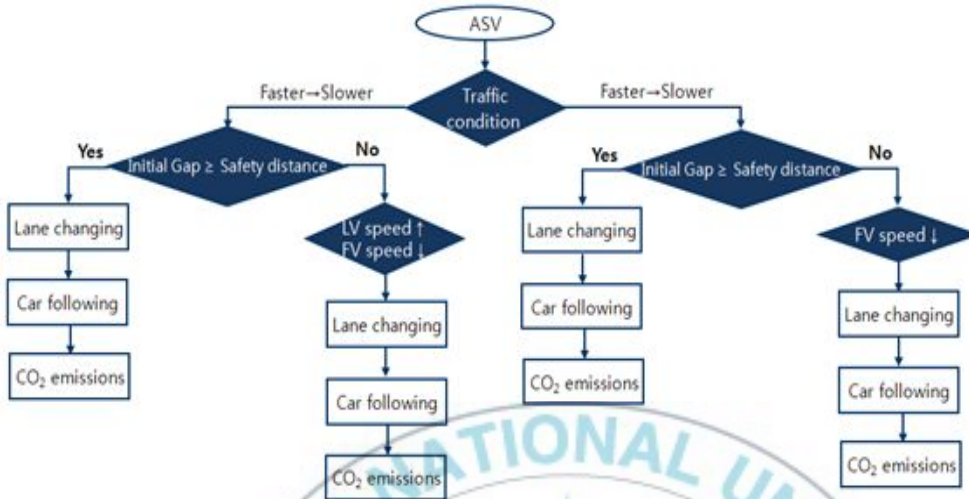 ASV
Traffic
condition
Faster→Slower
Faster→Slower
Initial Gap ≥ Safety distance
Yes
No
Lane changing
Car following
CO₂ emissions
LV speed ↑
FV speed ↓
Lane changing
Car following
CO₂ emissions
Initial Gap ≥ Safety distance
Yes
No
Lane changing
Car following
CO₂ emissions
FV speed ↓
Lane changing
Car following
CO₂ emissions
NATIONAL UN